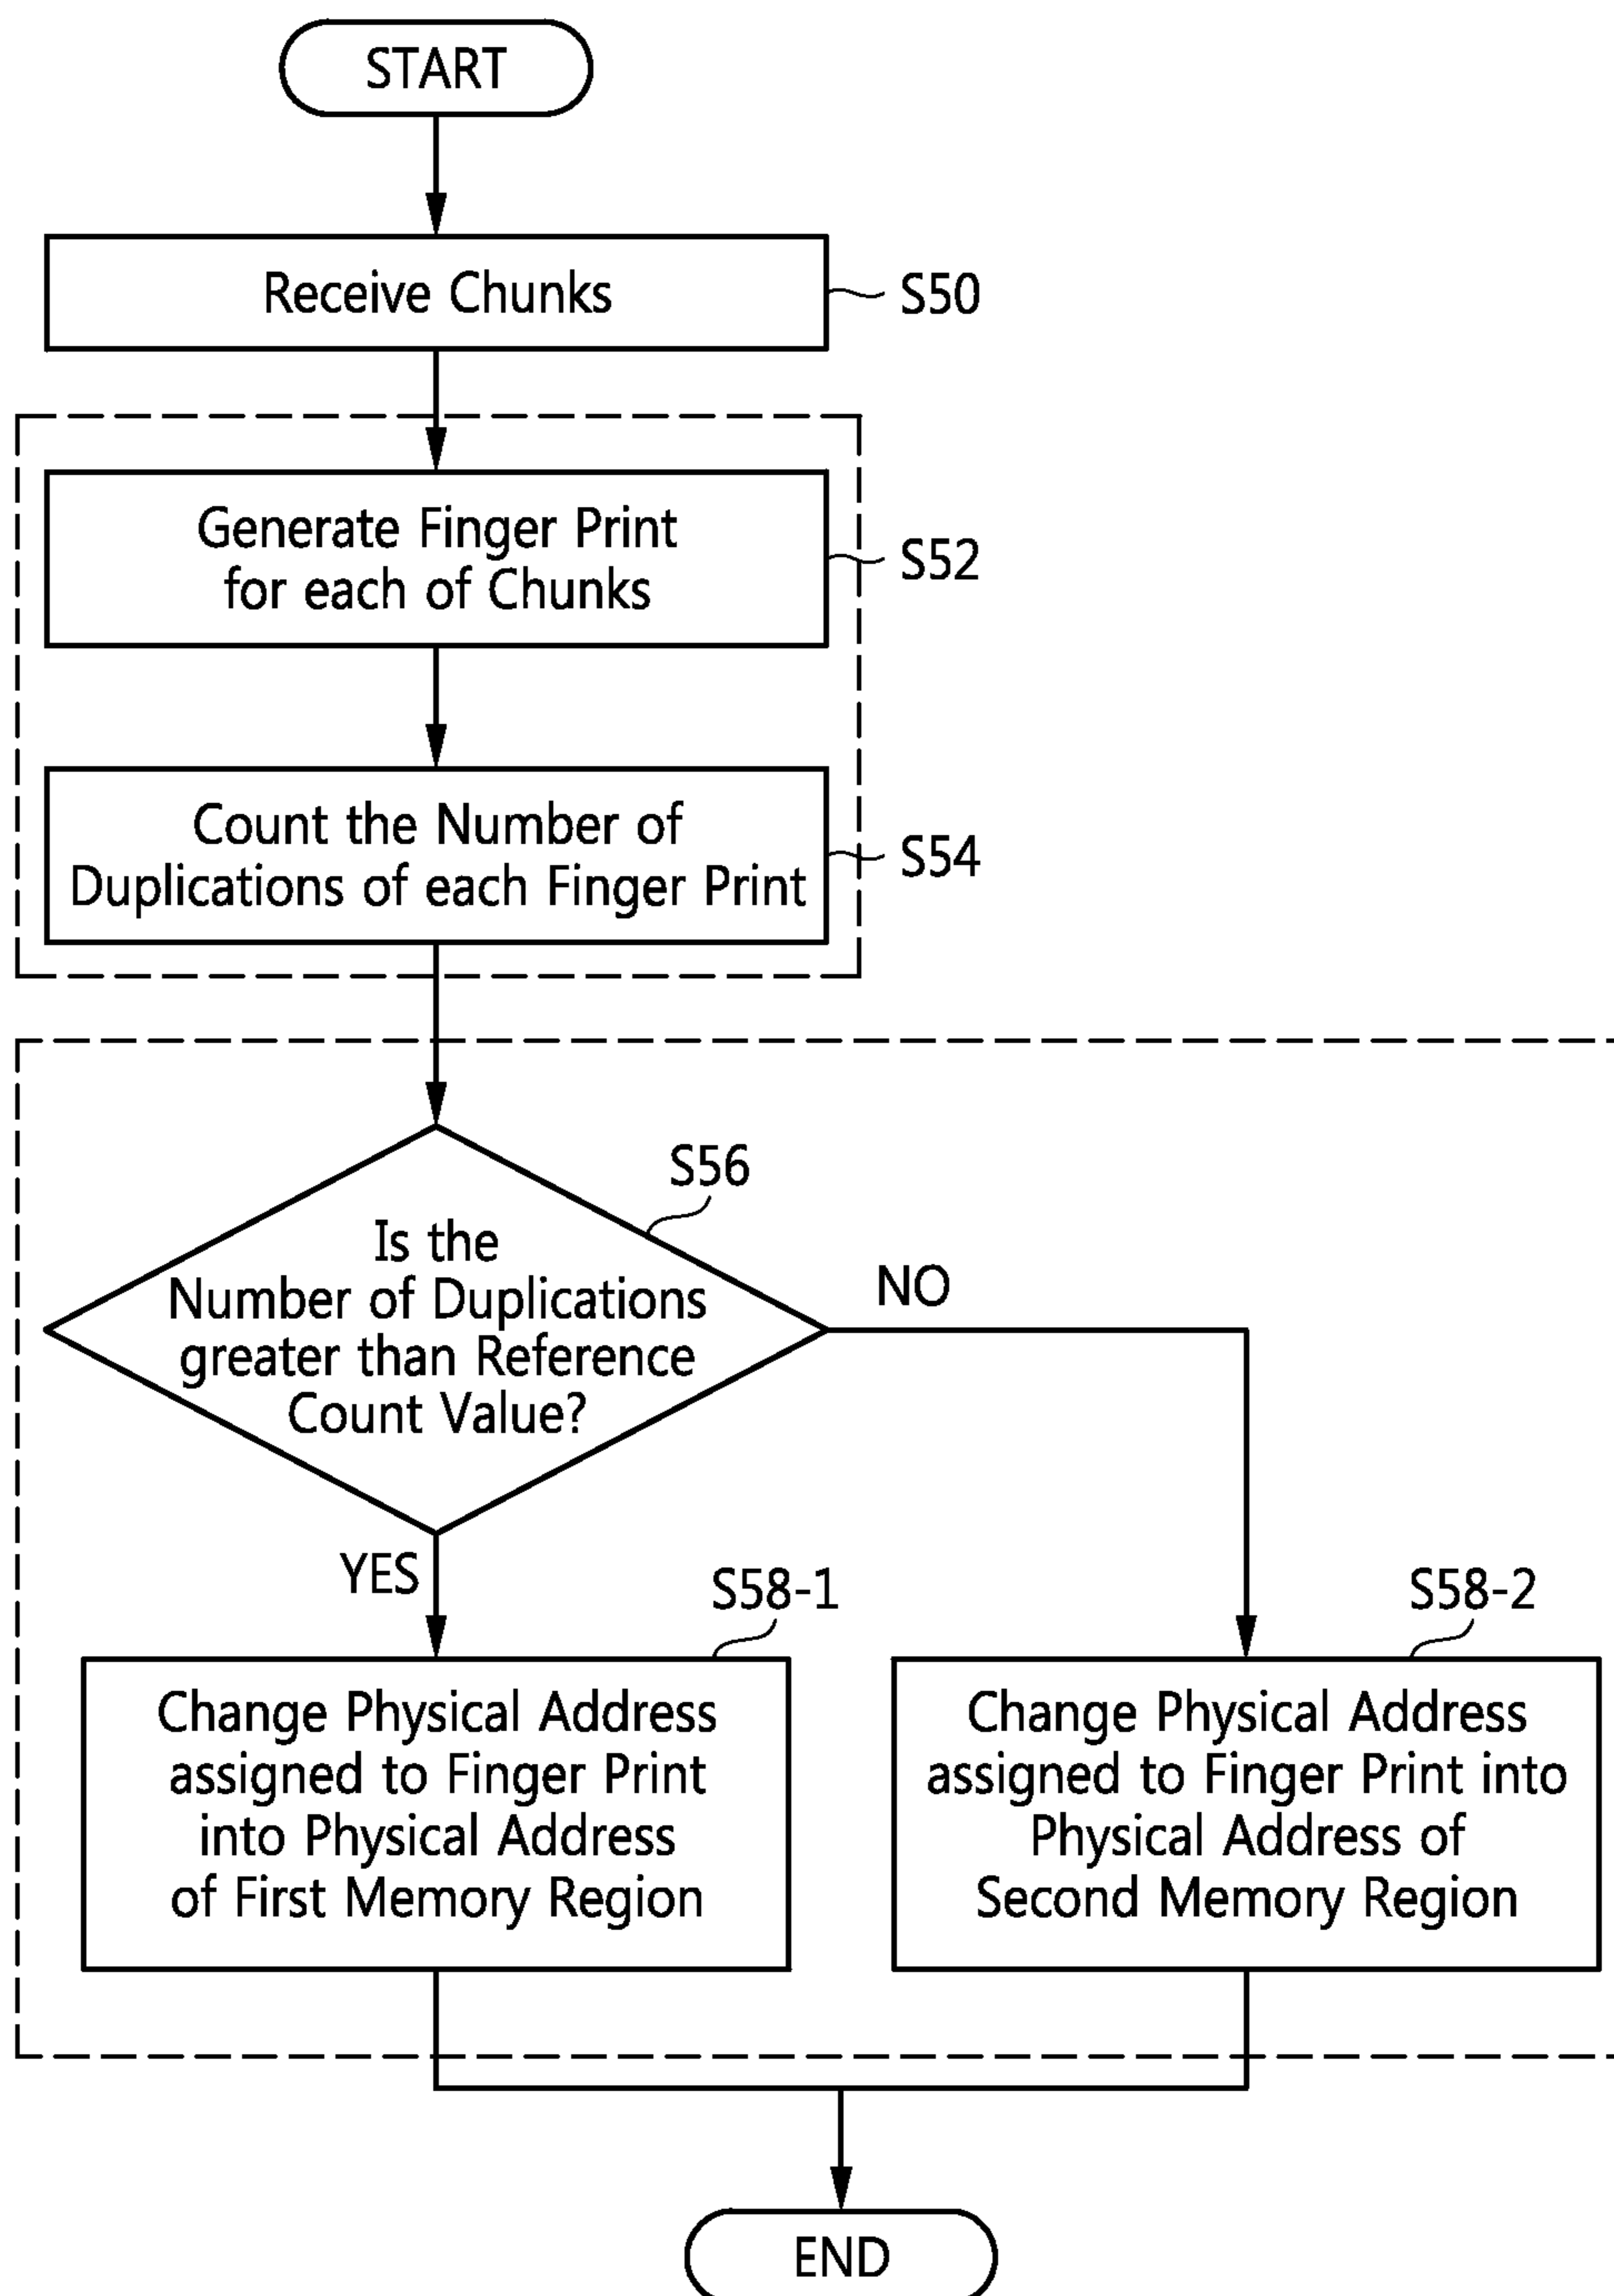 START
Receive Chunks
S50
Generate Finger Print
for each of Chunks
S52
Count the Number of
Duplications of each Finger Print
S54
S56
Is the
Number of Duplications
greater than Reference
Count Value?
NO
YES
S58-1
Change Physical Address
assigned to Finger Print
into Physical Address
of First Memory Region
S58-2
Change Physical Address
assigned to Finger Print into
Physical Address of
Second Memory Region
END